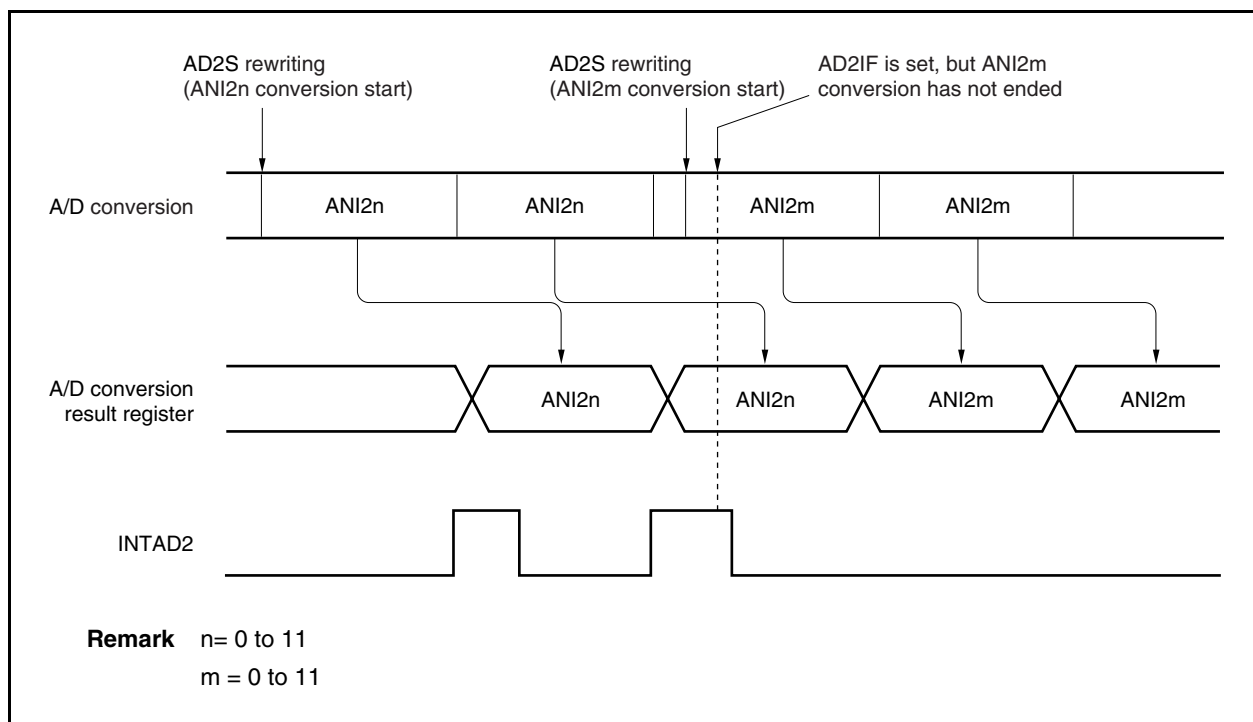 AD2S rewriting
(ANI2n conversion start)
AD2S rewriting
(ANI2m conversion start)
AD2IF is set, but ANI2m
conversion has not ended
A/D conversion
ANI2n
ANI2n
ANI2m
ANI2m
A/D conversion
result register
ANI2n
ANI2n
ANI2m
ANI2m
INTAD2
Remark n= 0 to 11
m = 0 to 11